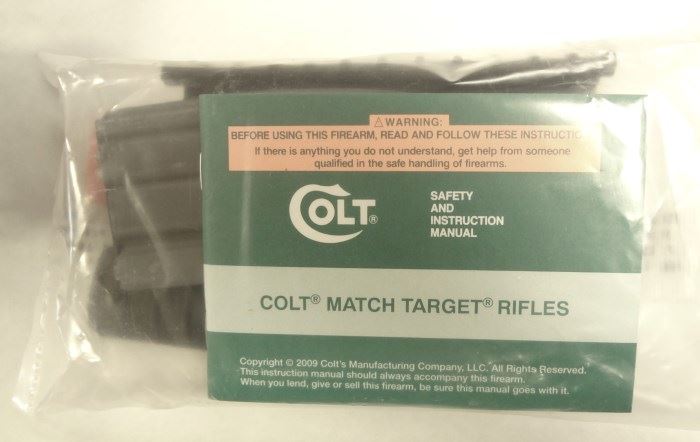 ⚠WARNING:
BEFORE USING THIS FIREARM, READ AND FOLLOW THESE INSTRUCTIO
If there is anything you do not understand, get help from someone
qualified in the safe handling of firearms.
COLT®
SAFETY
AND
INSTRUCTION
MANUAL
COLT® MATCH TARGET® RIFLES
Copyright © 2009 Colt's Manufacturing Company, LLC. All Rights Reserved.
This instruction manual should always accompany this firearm.
When you lend, give or sell this firearm, be sure this manual goes with it.